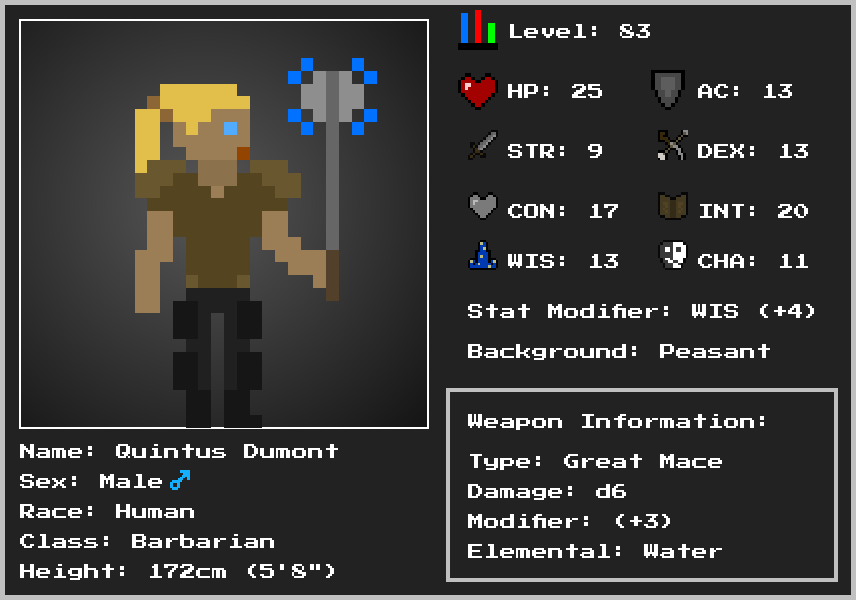 Level: 83
HP: 25
AC: 13
STR: 9
DEX: 13
CON: 17
INT: 20
WIS: 13
CHA: 11
Stat Modifier: WIS (+4)
Background: Peasant
Weapon Information:
Type: Great Mace
Damage: d6
Modifier: (+3)
Elemental: Water
Name: Quintus Dumont
Sex: Male♂
Race: Human
Class: Barbarian
Height: 172cm (5'8")